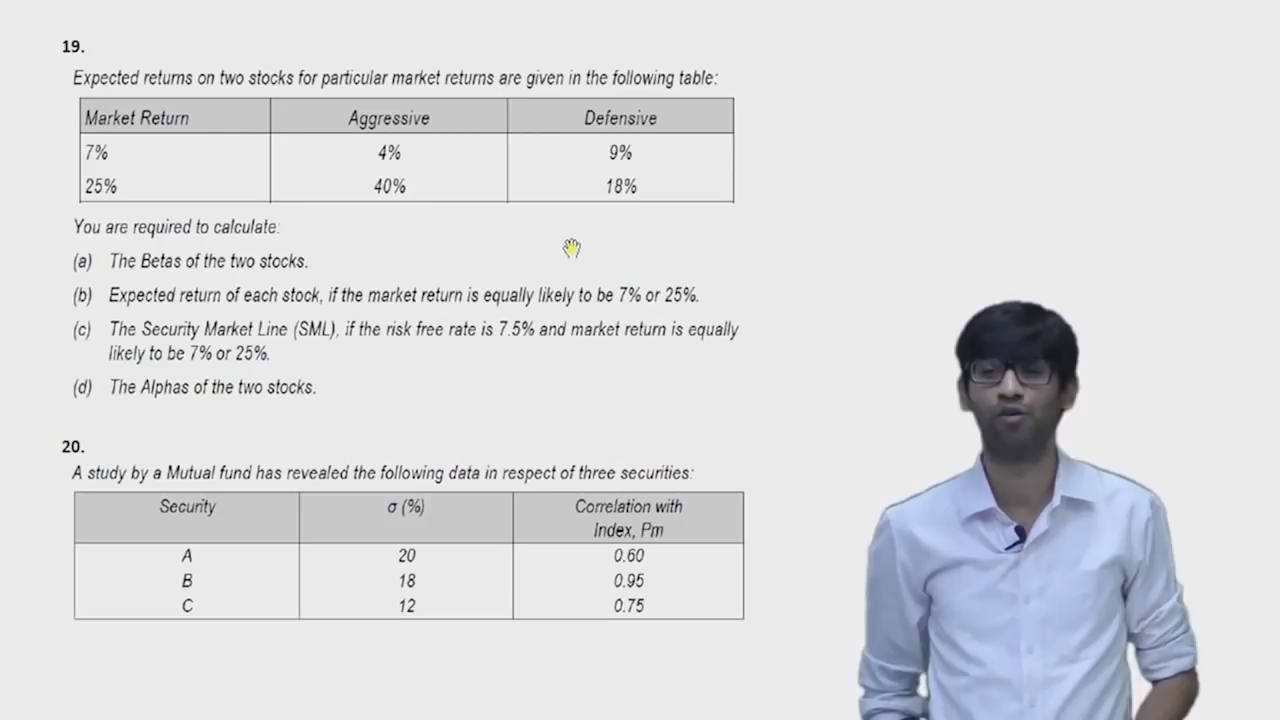 19.
Expected returns on two stocks for particular market returns are given in the following table:
Market Return Aggressive Defensive
7% 4% 9%
25% 40% 18%
You are required to calculate:
(a) The Betas of the two stocks.
(b) Expected return of each stock, if the market return is equally likely to be 7% or 25%.
(c) The Security Market Line (SML), if the risk free rate is 7.5% and market return is equally
likely to be 7% or 25%.
(d) The Alphas of the two stocks.
20.
A study by a Mutual fund has revealed the following data in respect of three securities:
Security σ (%) Correlation with
Index, Pm
A 20 0.60
B 18 0.95
C 12 0.75